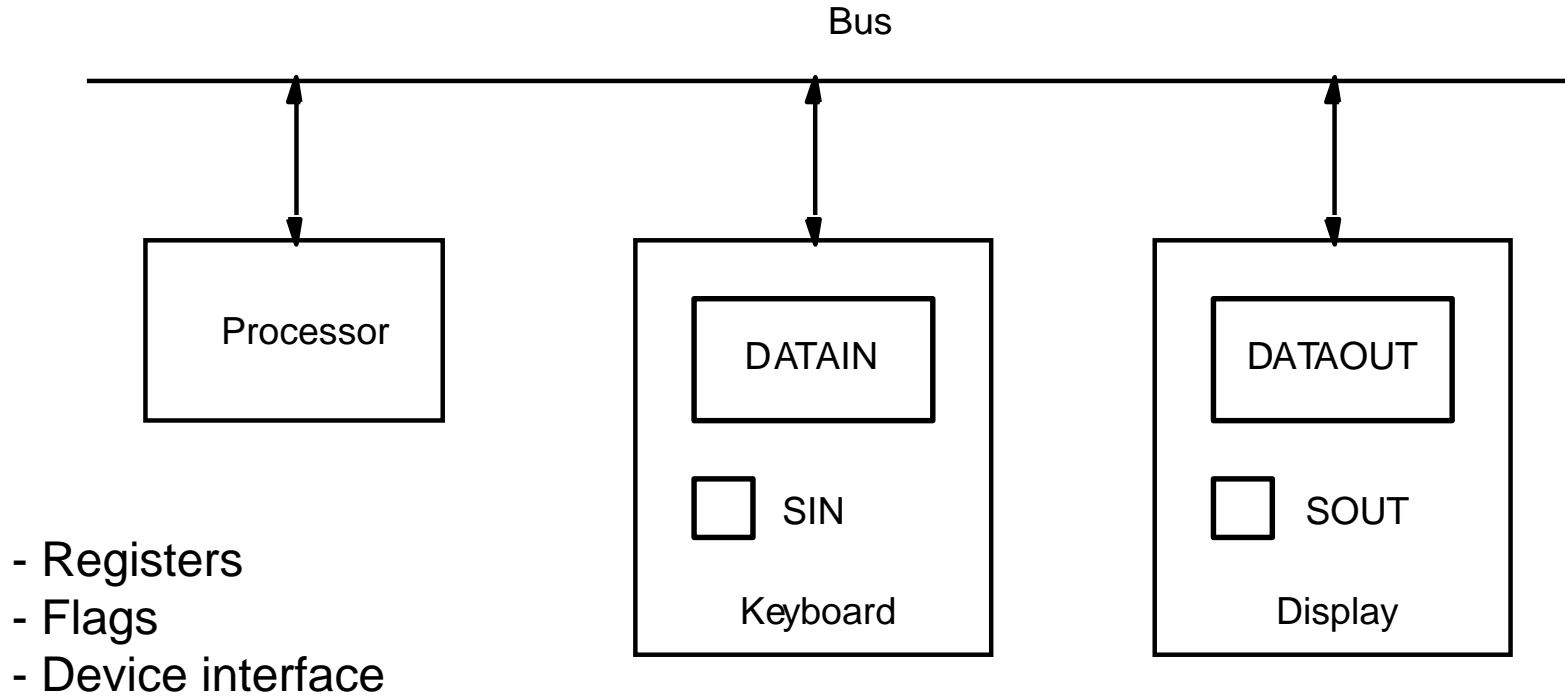 Bus
Processor
DATAIN
DATAOUT
SIN
SOUT
Keyboard
Display
- Registers
- Flags
- Device interface